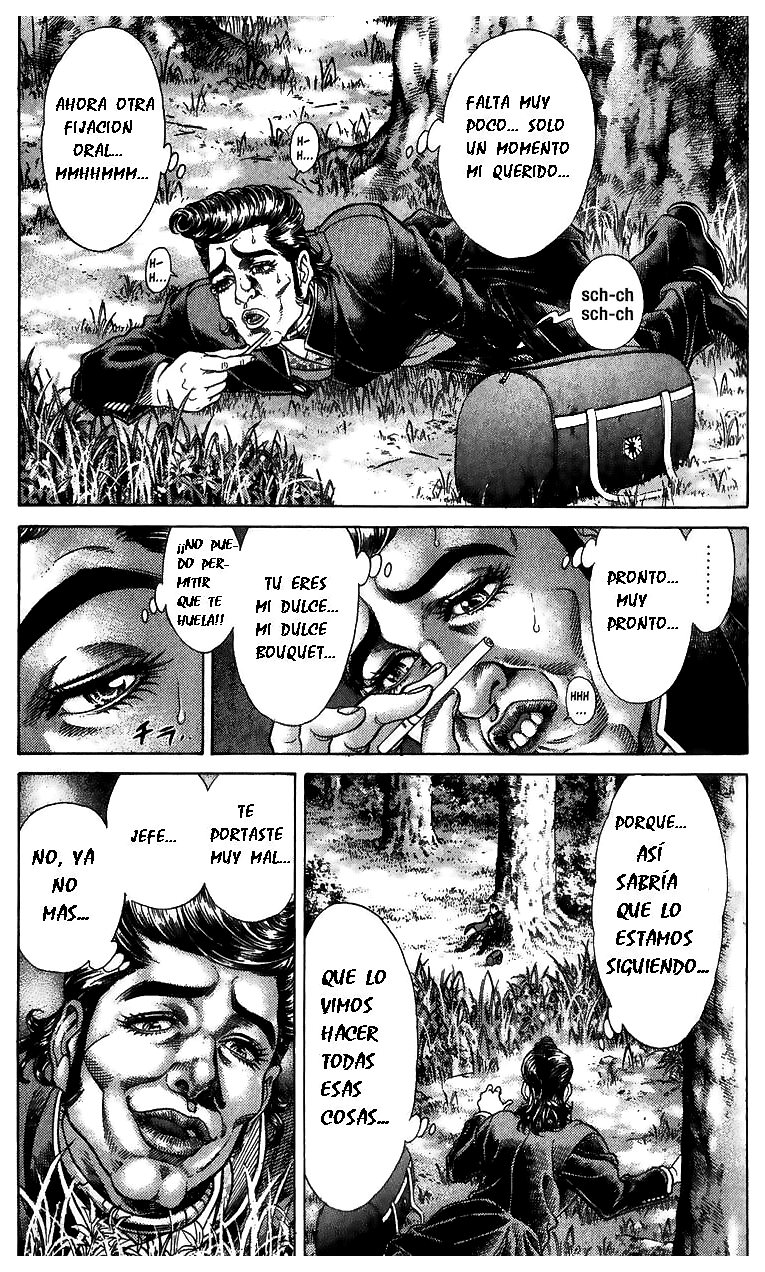 FALTA MUY
POCO... SOLO
UN MOMENTO
MI QUERIDO...
H-
H...
AHORA OTRA
FIJACION
ORAL...
MMHHMMM...
H-
H...
sch-ch
sch-ch
.........
PRONTO...
MUY
PRONTO...
HHH
...
TU ERES
MI DULCE...
MI DULCE
BOUQUET...
¡¡NO PUE-
DO PER-
MITIR
QUE TE
HUELA!!
チラ
PORQUE...
ASÍ
SABRÍA
QUE LO
ESTAMOS
SIGUIENDO...
QUE LO
VIMOS
HACER
TODAS
ESAS
COSAS...
TE
PORTASTE
MUY MAL...
JEFE...
NO, YA
NO
MAS...